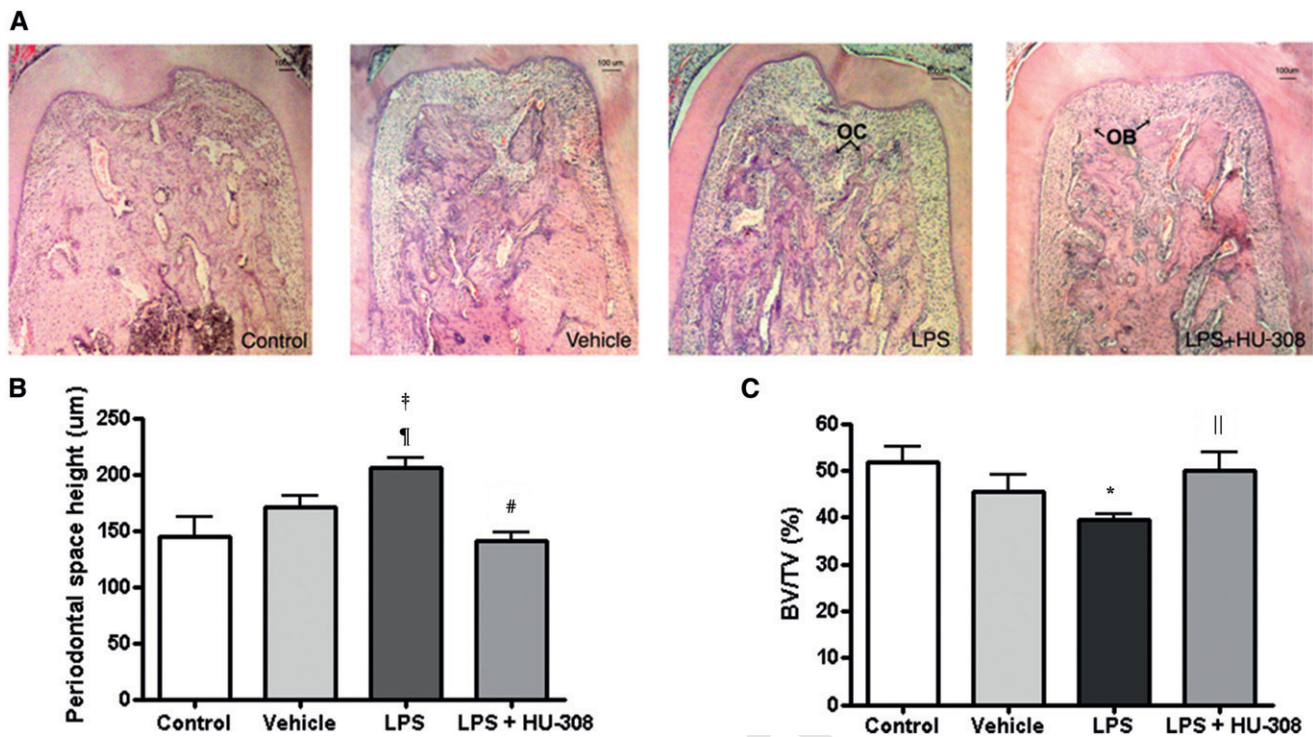 A
100um
100 um
100um
100um
OC
OB
Control
Vehicle
LPS
LPS+HU-308
B
Periodontal space height (um)
250
200
150
100
50
0
‡
¶
#
Control Vehicle LPS LPS + HU-308
C
BV/TV (%)
60
50
40
30
20
10
0
*
||
Control Vehicle LPS LPS + HU-308